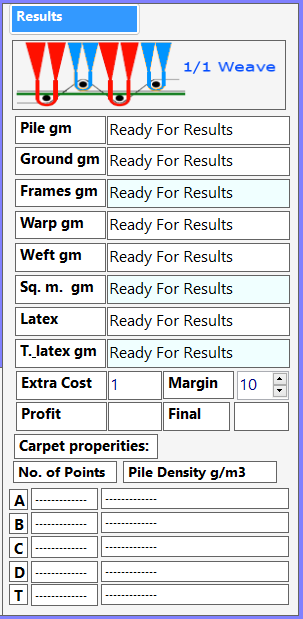 Results
1/1 Weave
Pile gm Ready For Results
Ground gm Ready For Results
Frames gm Ready For Results
Warp gm Ready For Results
Weft gm Ready For Results
Sq. m. gm Ready For Results
Latex Ready For Results
T._latex gm Ready For Results
Extra Cost 1 Margin 10
Profit Final
Carpet properities:
No. of Points Pile Density g/m3
A ------------- -------------
B ------------- -------------
C ------------- -------------
D ------------- -------------
T ------------- -------------